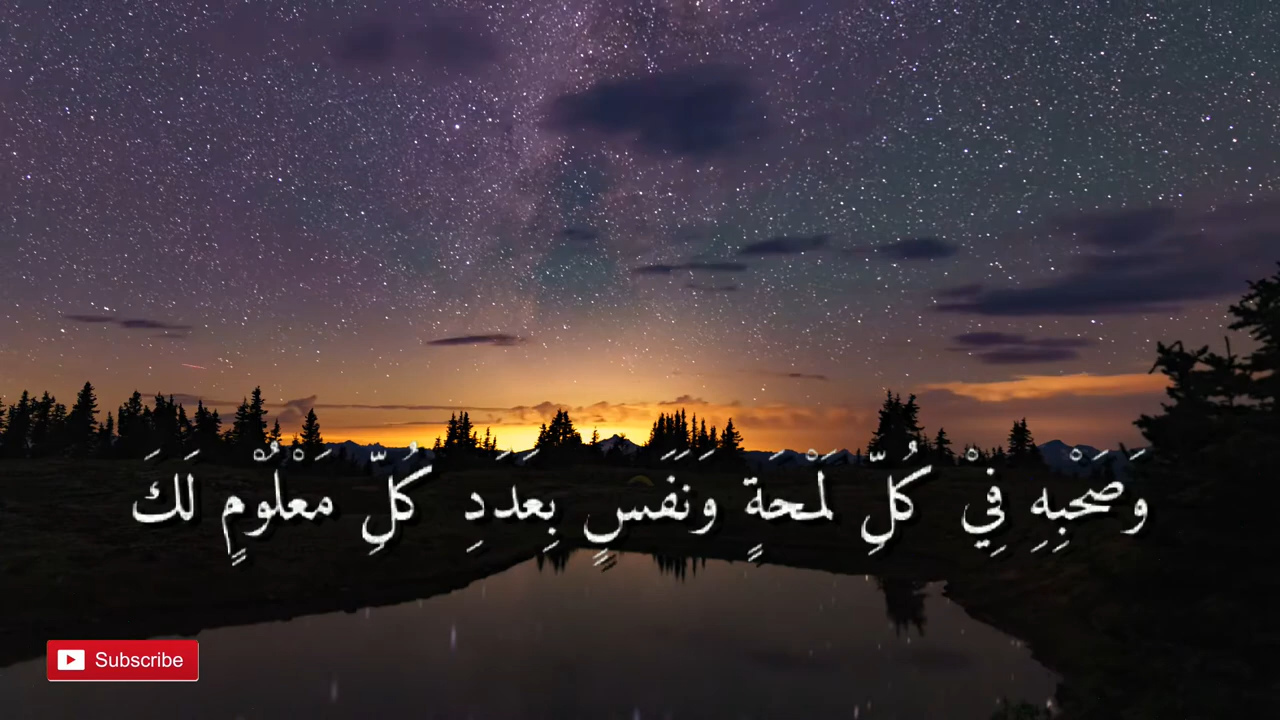 وَصَحْبِهِ فِيْ كُلِّ لَمْحَةٍ وَنَفَسٍ بِعَدَدِ كُلِّ مَعْلُوْمٍ لَكَ
Subscribe